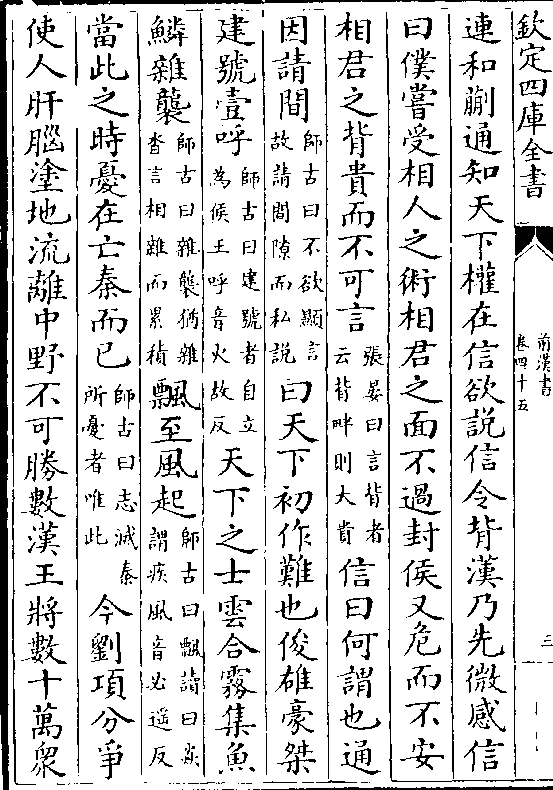 欽定四庫全書
前漢書
卷四十五
三
連和蒯通知天下權在信欲説信令背漢乃先微感信
曰僕嘗受相人之術相君之面不過封侯又危而不安
相君之背貴而不可言張晏曰言背者云背畔則大貴信曰何謂也通
因請間師古曰不欲顯言故請間隙而私説曰天下初作難也俊雄豪桀
建號壹呼師古曰建號者自立為侯王呼音火故反天下之士雲合霧集魚
鱗雜襲師古曰雜襲猶雜沓言相雜而累積飄至風起師古曰飄讀曰焱謂疾風音必遥反
當此之時憂在亡秦而已師古曰志滅秦所憂者唯此今劉項分爭
使人肝腦塗地流離中野不可勝數漢王將數十萬衆